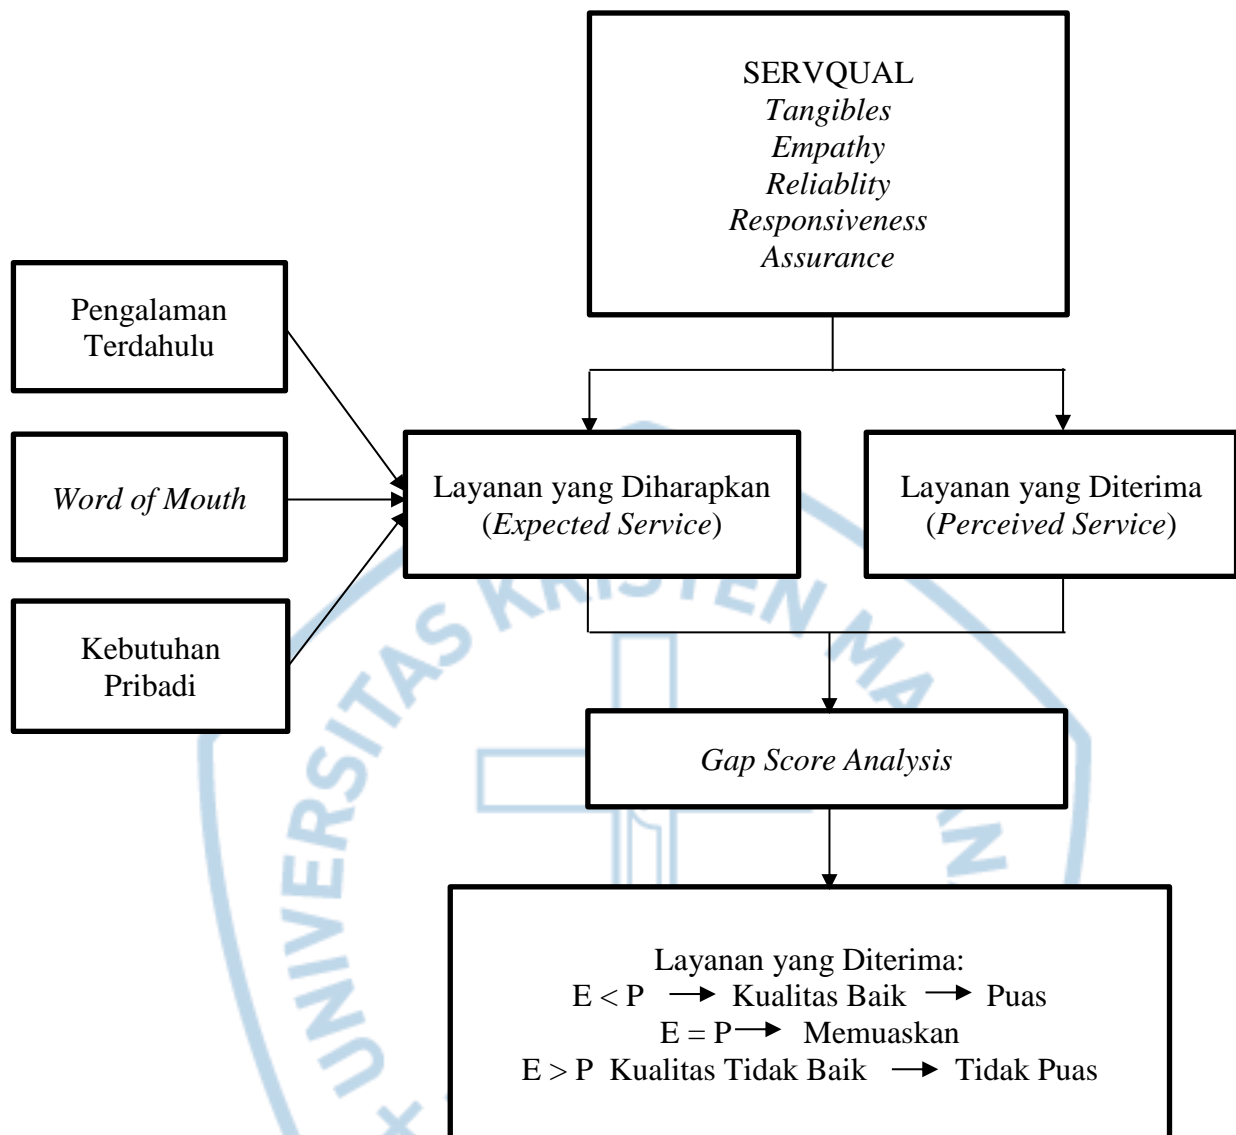 SERVQUAL
Tangibles
Empathy
Reliablity
Responsiveness
Assurance
Pengalaman
Terdahulu
Word of Mouth
Kebutuhan
Pribadi
Layanan yang Diharapkan
(Expected Service)
Layanan yang Diterima
(Perceived Service)
Gap Score Analysis
Layanan yang Diterima:
E < P → Kualitas Baik → Puas
E = P → Memuaskan
E > P Kualitas Tidak Baik → Tidak Puas
UNIVERSITAS KRISTEN